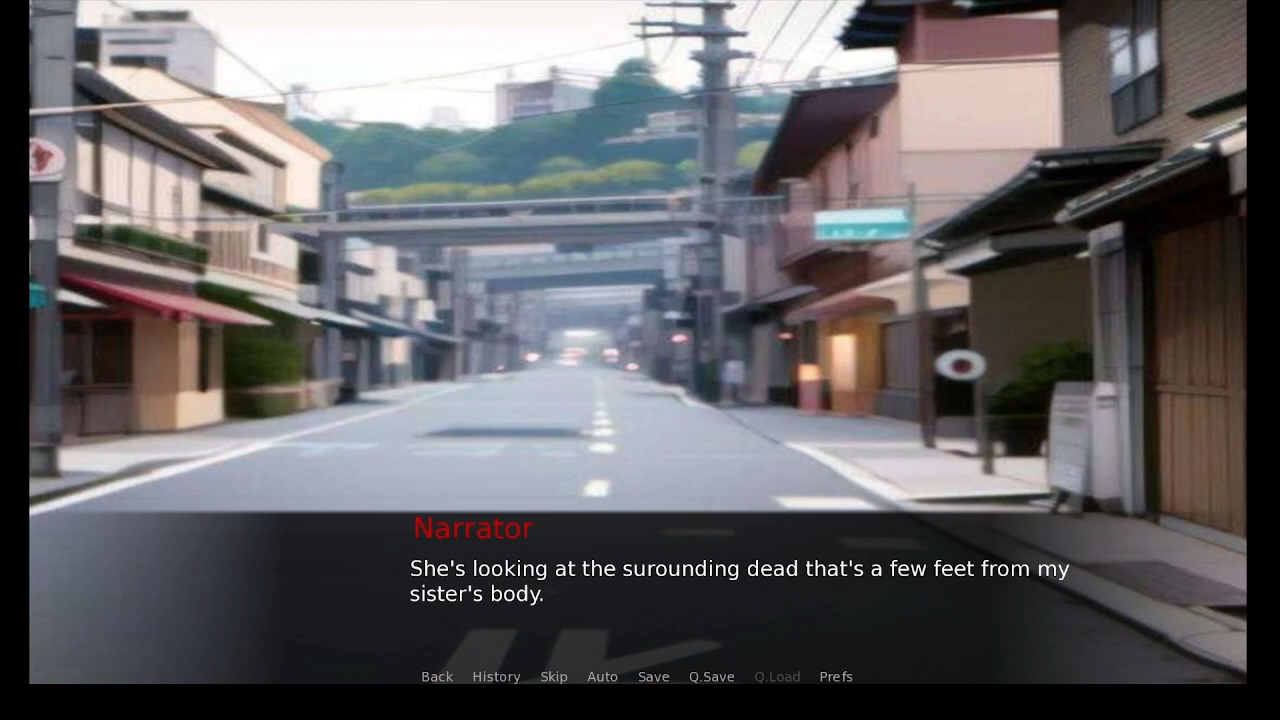 Narrator
She's looking at the surounding dead that's a few feet from my
sister's body.
Back History Skip Auto Save Q.Save Q.Load Prefs